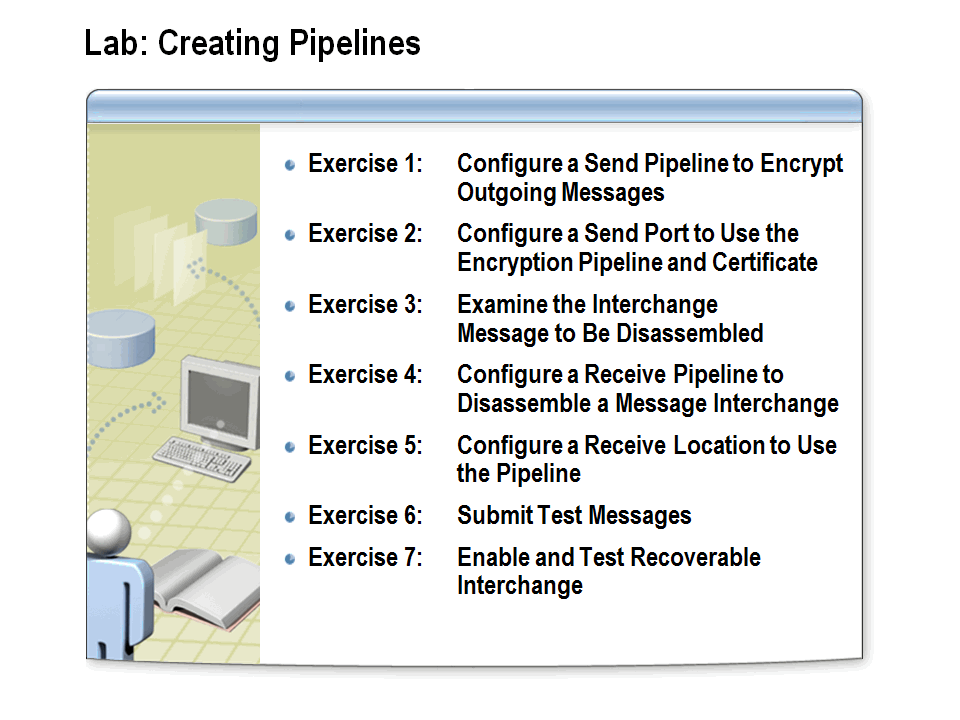 Lab: Creating Pipelines
Exercise 1: Configure a Send Pipeline to Encrypt
Outgoing Messages
Exercise 2: Configure a Send Port to Use the
Encryption Pipeline and Certificate
Exercise 3: Examine the Interchange
Message to Be Disassembled
Exercise 4: Configure a Receive Pipeline to
Disassemble a Message Interchange
Exercise 5: Configure a Receive Location to Use
the Pipeline
Exercise 6: Submit Test Messages
Exercise 7: Enable and Test Recoverable
Interchange